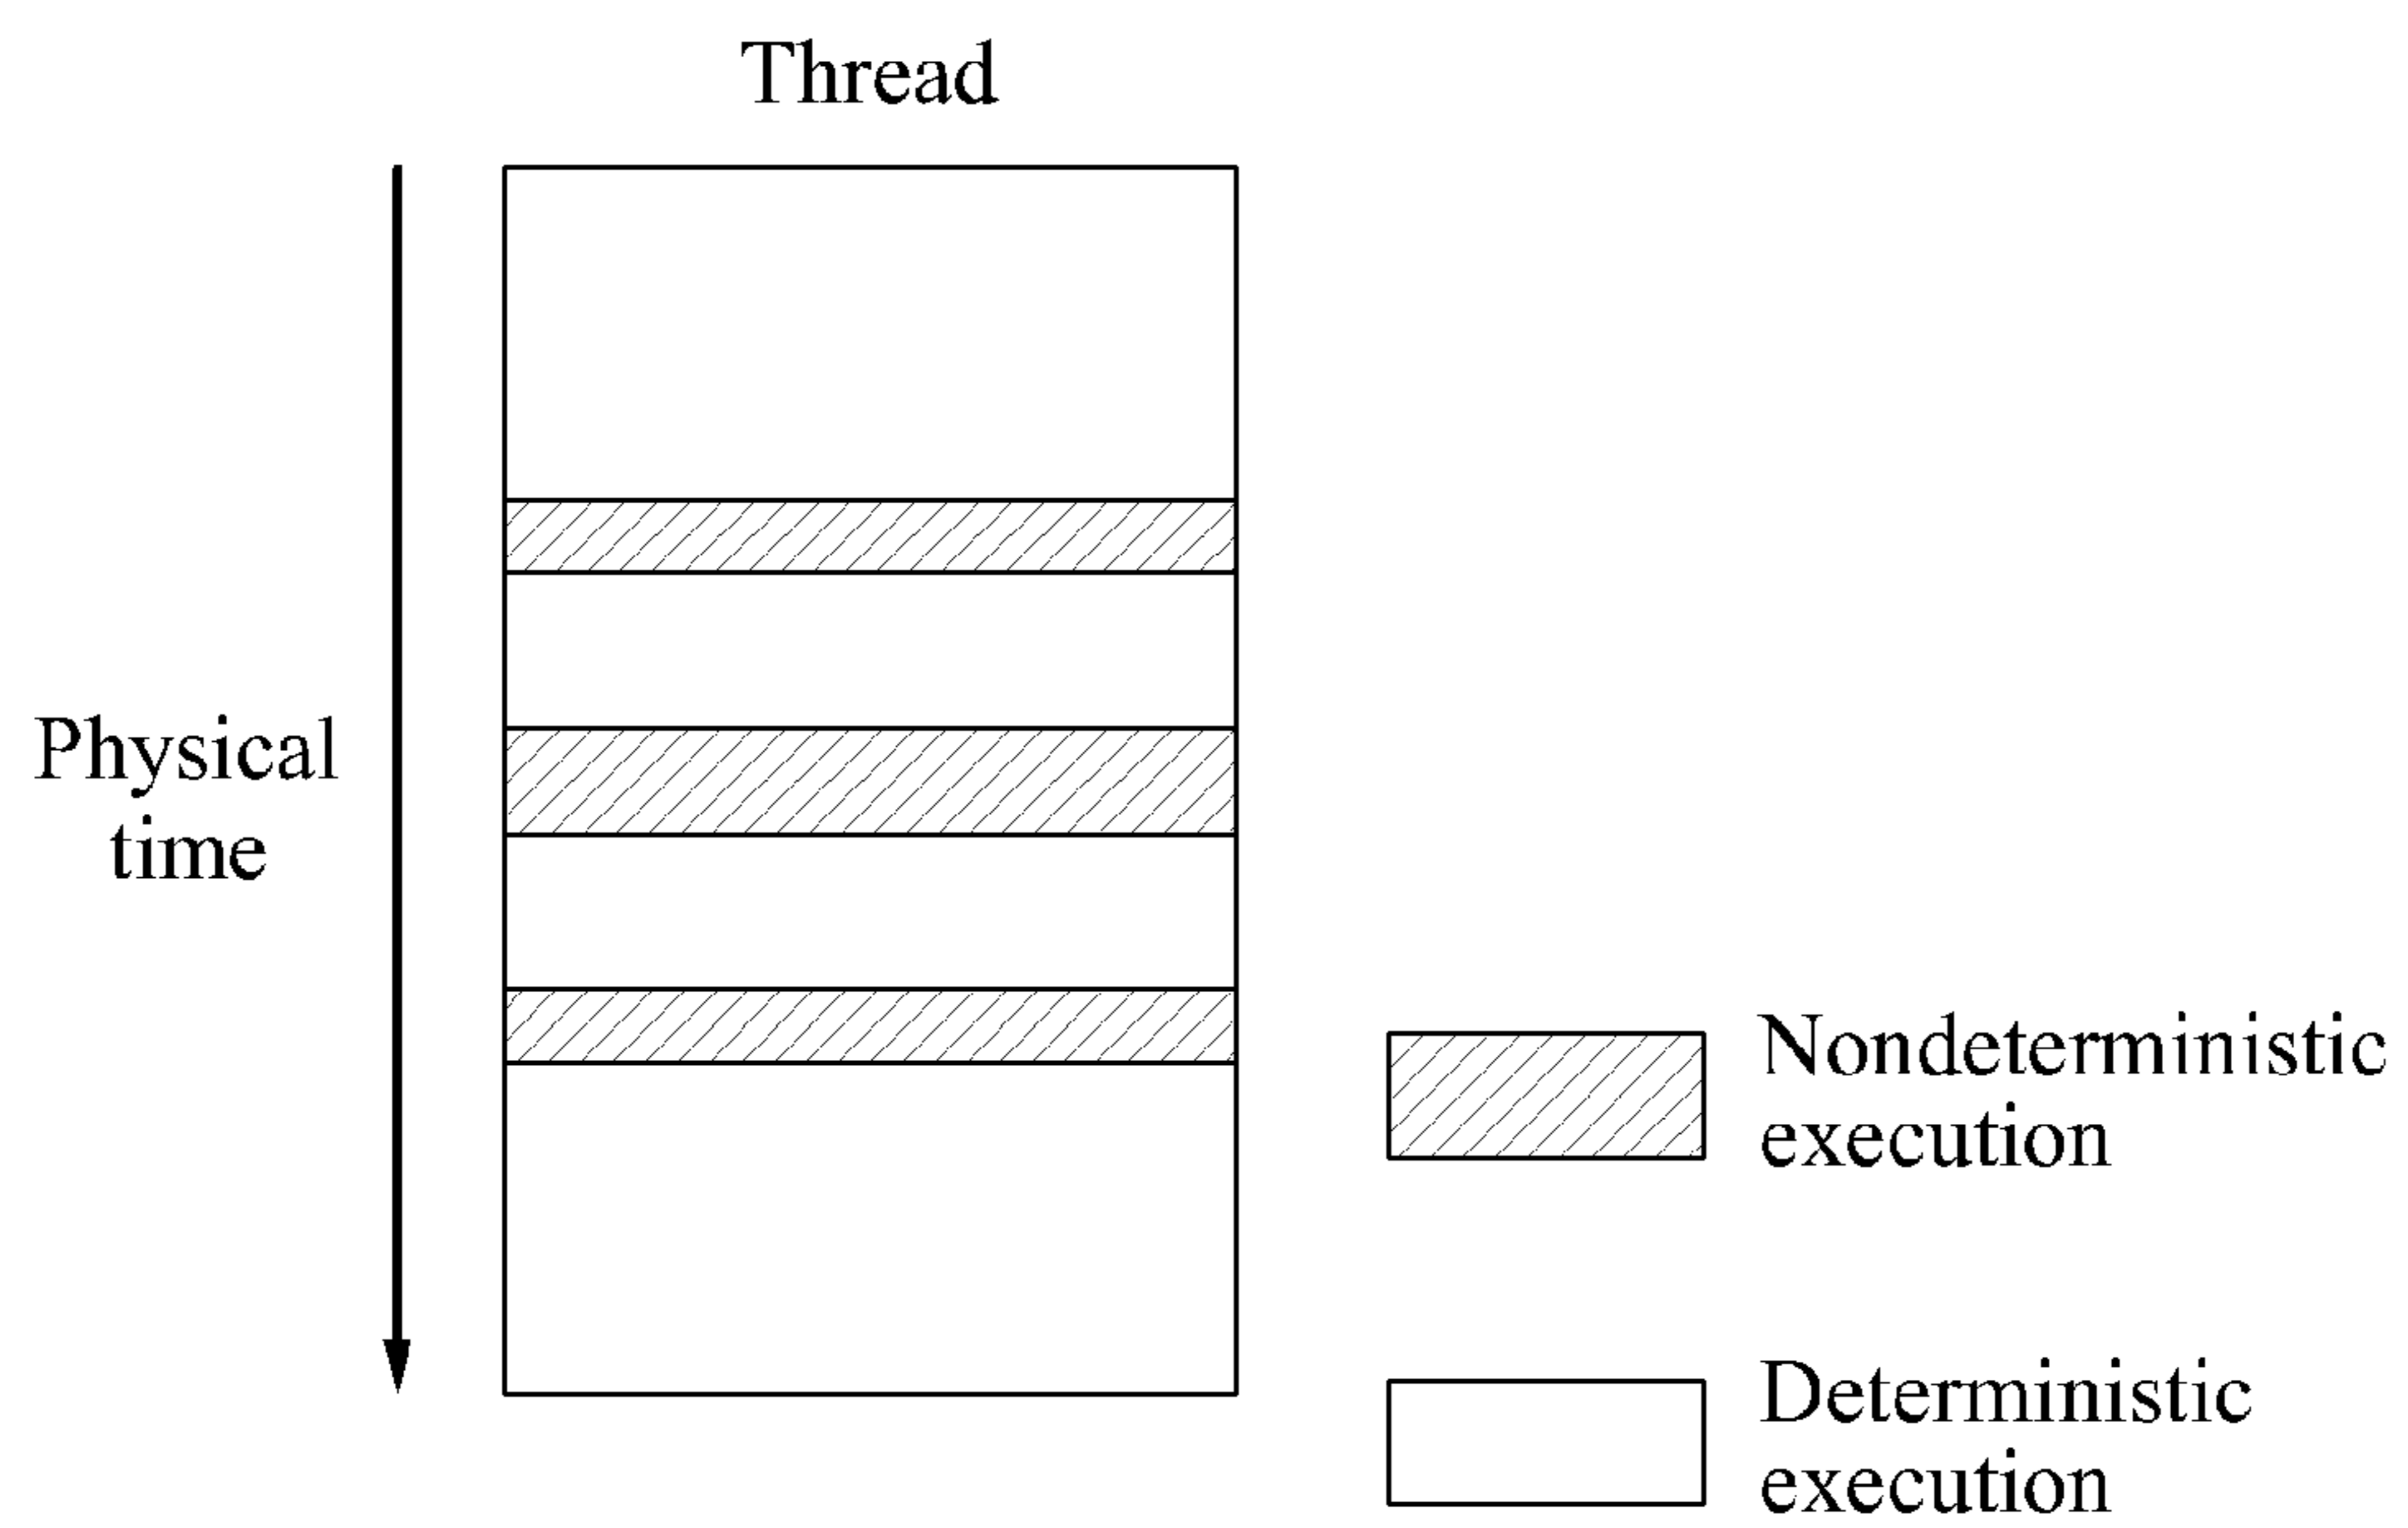 Thread
Physical
time
Nondeterministic
execution
Deterministic
execution